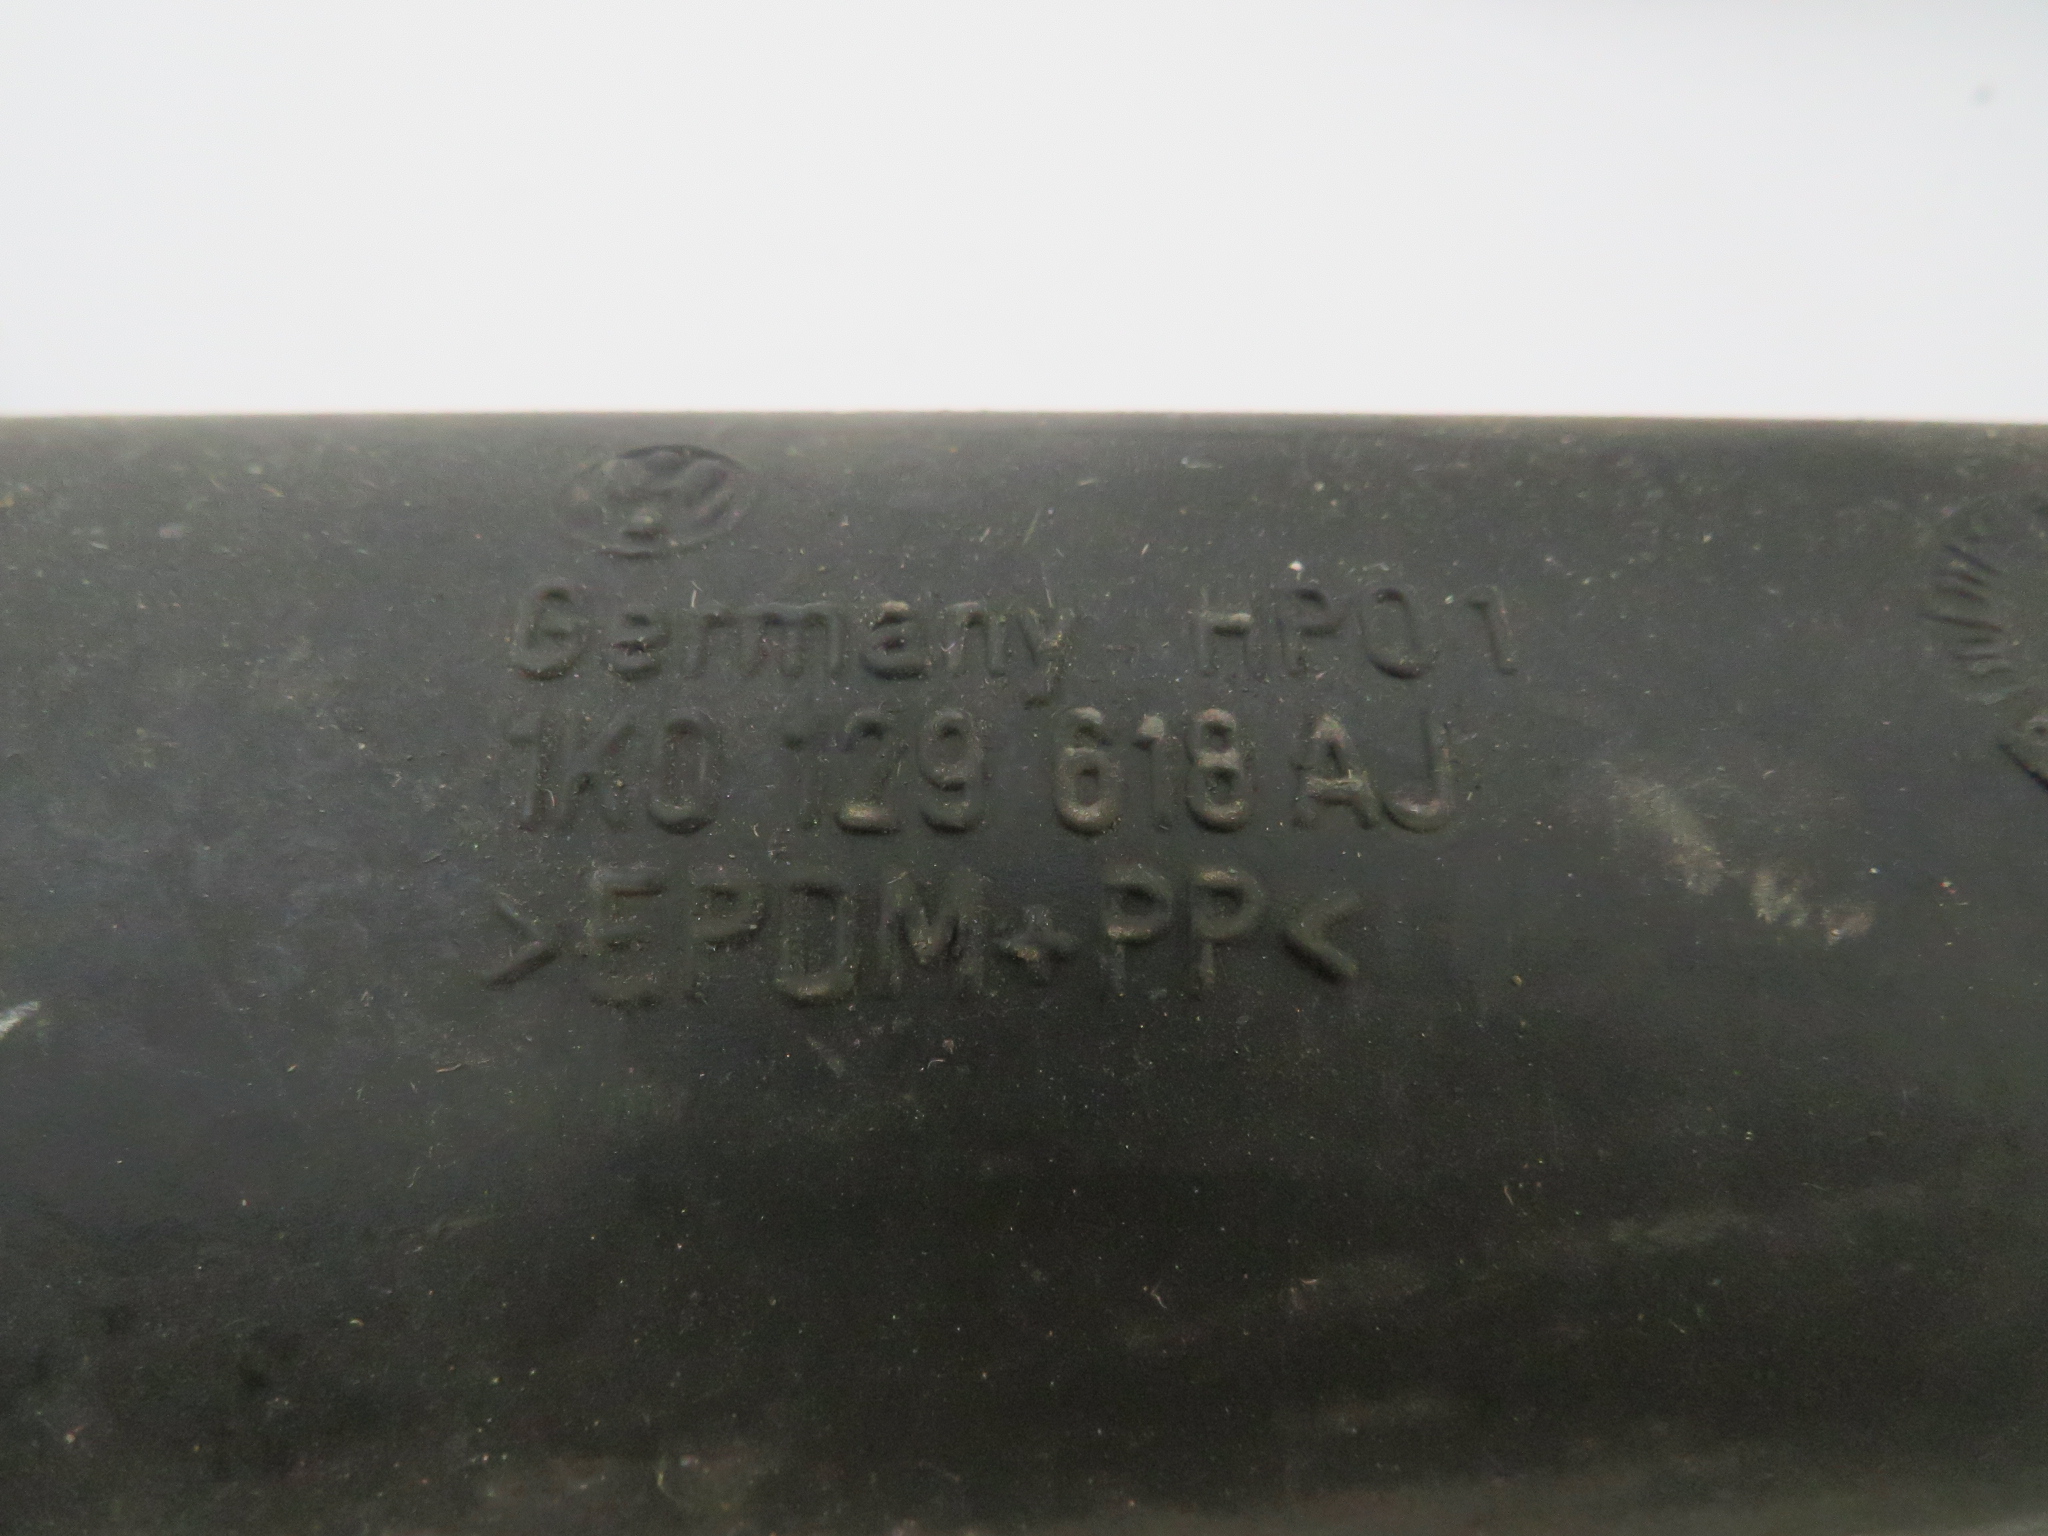 Germany HP01
1K0 129 618 AJ
>EPDM+PP<